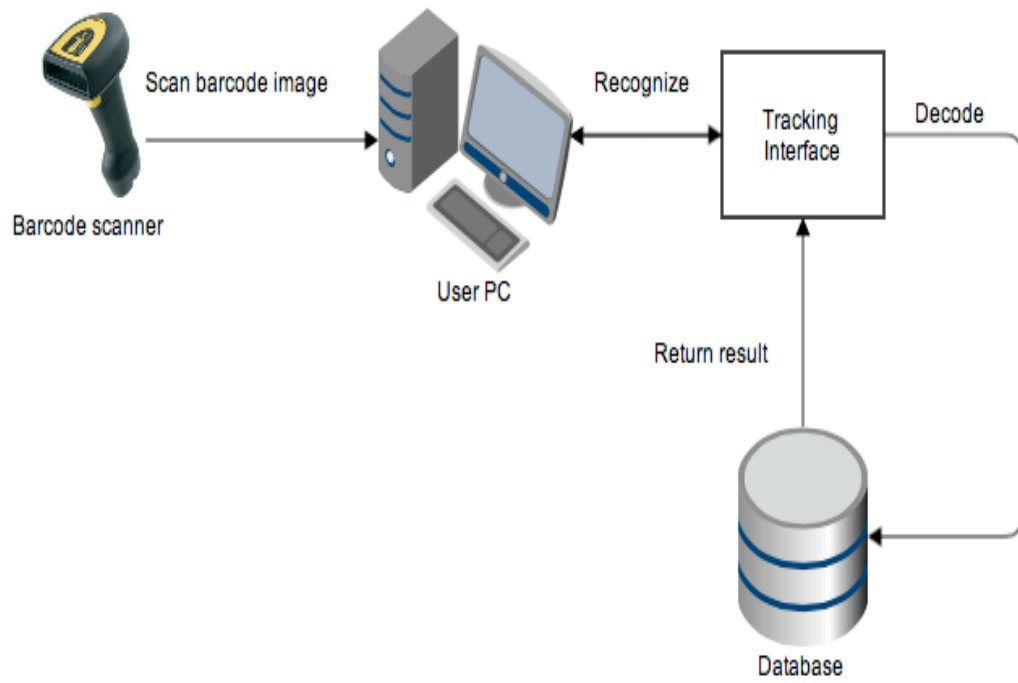 Scan barcode image
Recognize
Decode
Tracking
Interface
Barcode scanner
User PC
Return result
Database